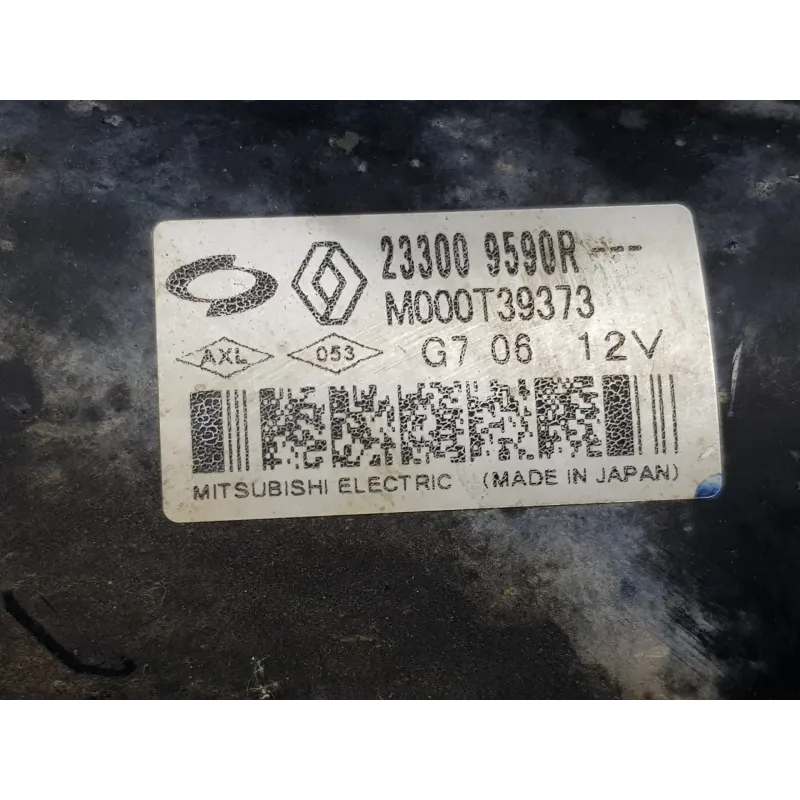 23300 9590R---
M000T39373
AXL 053 G7 06 12V
MITSUBISHI ELECTRIC (MADE IN JAPAN)